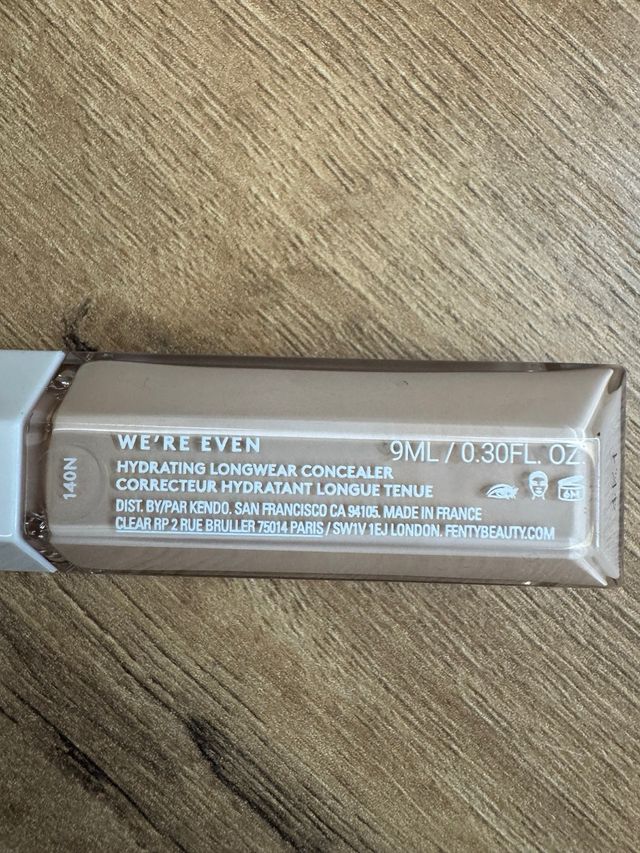 140N
WE'RE EVEN
9ML / 0.30FL. OZ.
HYDRATING LONGWEAR CONCEALER
CORRECTEUR HYDRATANT LONGUE TENUE
DIST. BY/PAR KENDO. SAN FRANCISCO CA 94105. MADE IN FRANCE
CLEAR RP 2 RUE BRULLER 75014 PARIS / SW1V 1EJ LONDON. FENTYBEAUTY.COM
6M